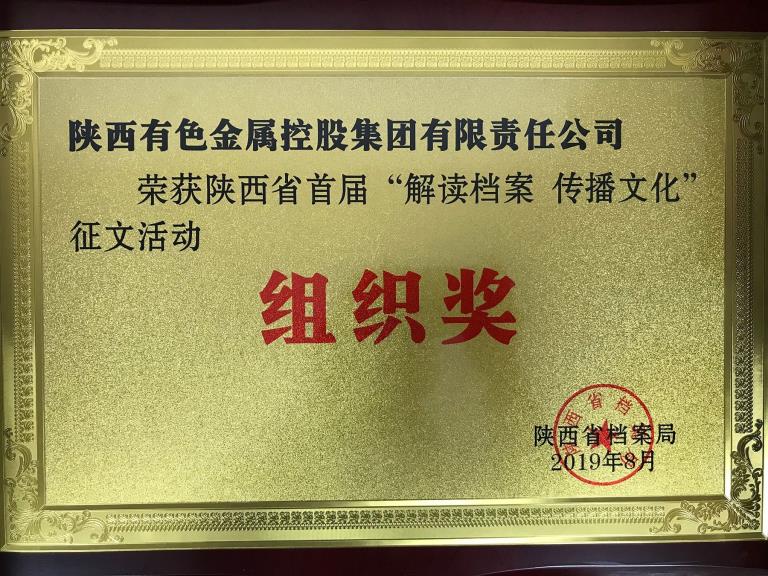 陕西有色金属控股集团有限责任公司
荣获陕西省首届“解读档案 传播文化”
征文活动
组织奖
陕西省档案局
2019年8月